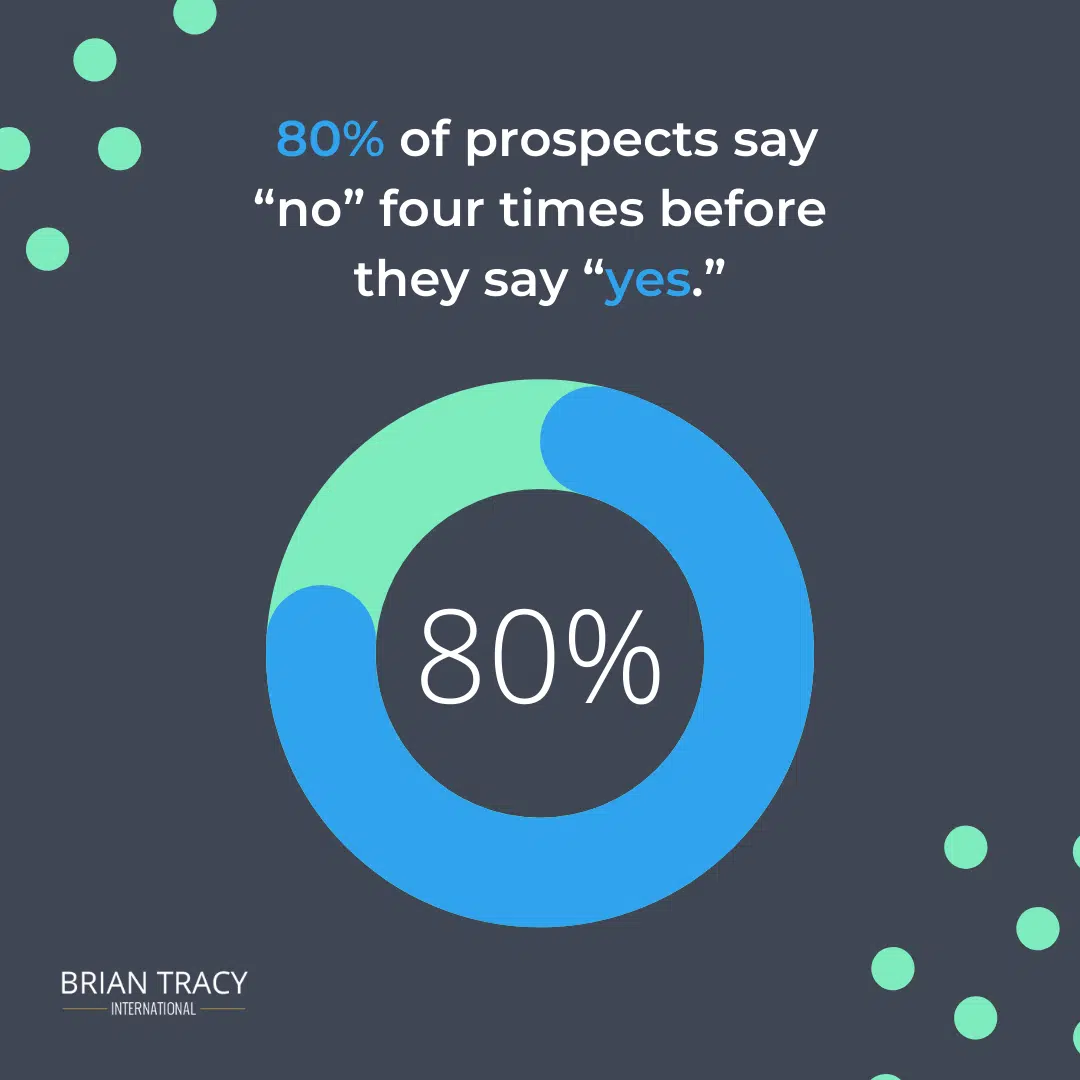 80% of prospects say
“no” four times before
they say “yes.”
80%
BRIAN TRACY
INTERNATIONAL